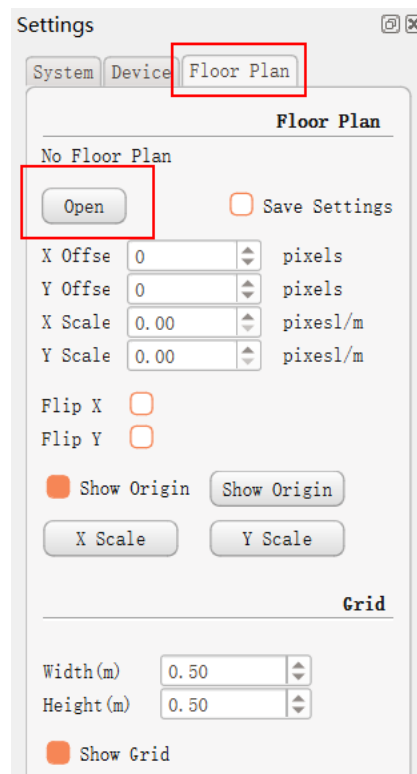 Settings
System Device Floor Plan
Floor Plan
No Floor Plan
Open Save Settings
X Offse 0 pixels
Y Offse 0 pixels
X Scale 0.00 pixesl/m
Y Scale 0.00 pixesl/m
Flip X
Flip Y
Show Origin Show Origin
X Scale Y Scale
Grid
Width(m) 0.50
Height(m) 0.50
Show Grid